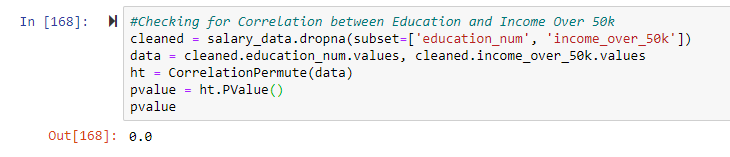 In [168]: #Checking for Correlation between Education and Income Over 50k
cleaned = salary_data.dropna(subset=['education_num', 'income_over_50k'])
data = cleaned.education_num.values, cleaned.income_over_50k.values
ht = CorrelationPermute(data)
pvalue = ht.PValue()
pvalue
Out[168]: 0.0